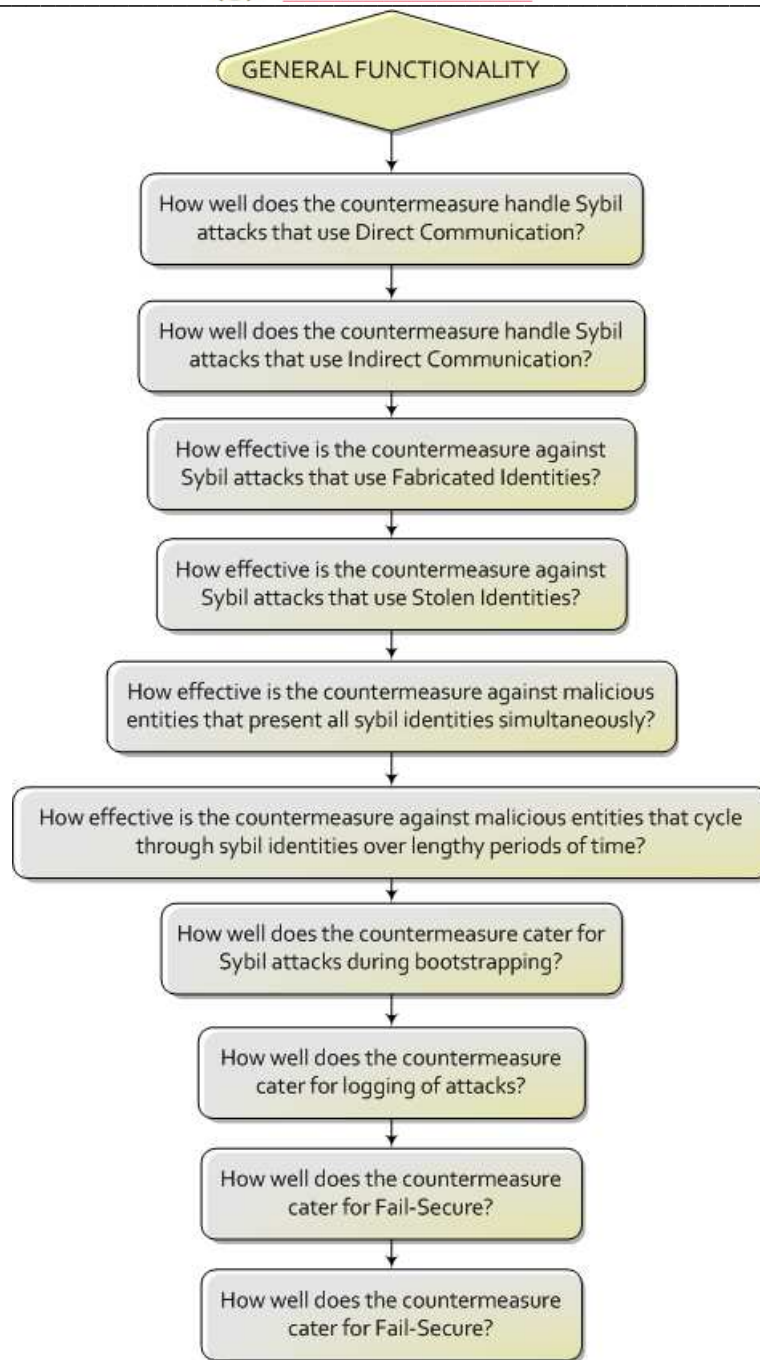 GENERAL FUNCTIONALITY
How well does the countermeasure handle Sybil
attacks that use Direct Communication?
How well does the countermeasure handle Sybil
attacks that use Indirect Communication?
How effective is the countermeasure against
Sybil attacks that use Fabricated Identities?
How effective is the countermeasure against
Sybil attacks that use Stolen Identities?
How effective is the countermeasure against malicious
entities that present all sybil identities simultaneously?
How effective is the countermeasure against malicious entities that cycle
through sybil identities over lengthy periods of time?
How well does the countermeasure cater for
Sybil attacks during bootstrapping?
How well does the countermeasure
cater for logging of attacks?
How well does the countermeasure
cater for Fail-Secure?
How well does the countermeasure
cater for Fail-Secure?